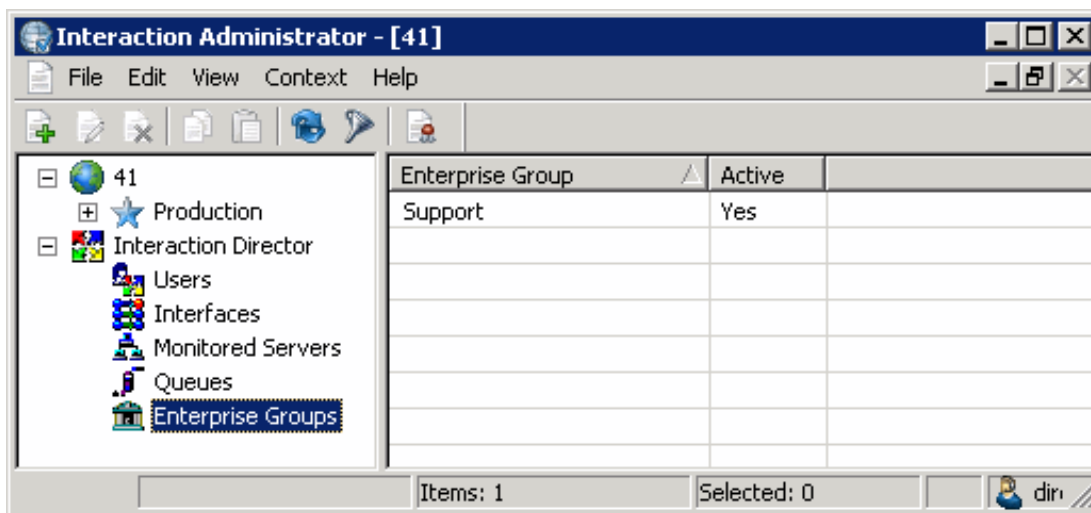 Interaction Administrator - [41]
File Edit View Context Help
41
Production
Interaction Director
Users
Interfaces
Monitored Servers
Queues
Enterprise Groups
Enterprise Group Active
Support Yes
Items: 1 Selected: 0